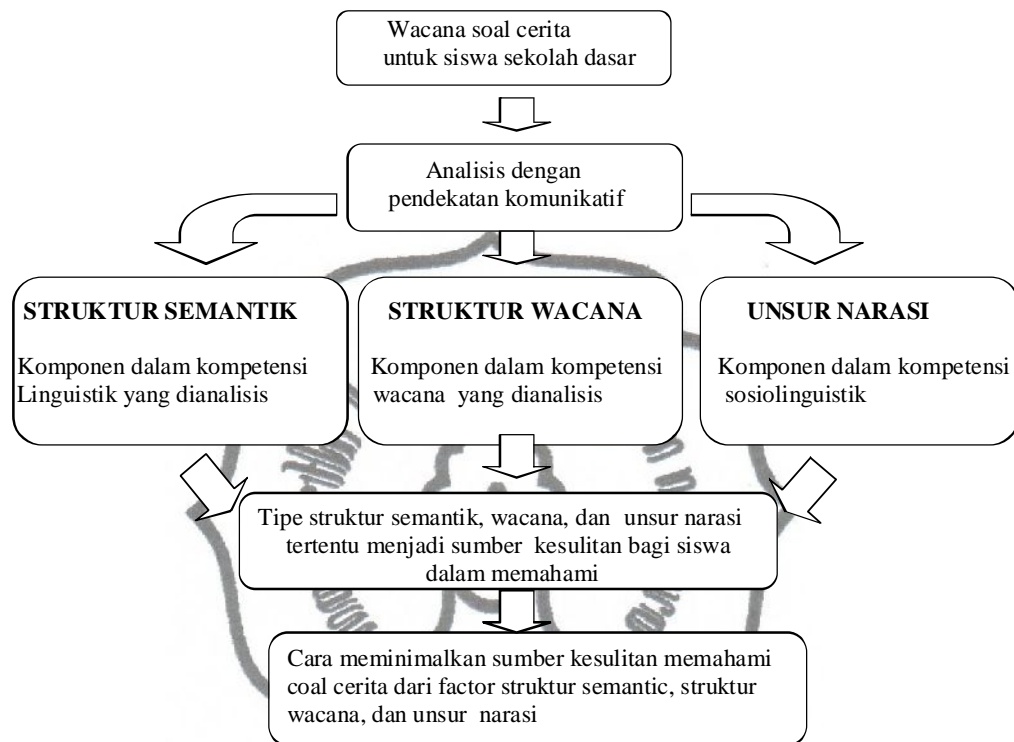 Wacana soal cerita
untuk siswa sekolah dasar
Analisis dengan
pendekatan komunikatif
STRUKTUR SEMANTIK
Komponen dalam kompetensi
Linguistik yang dianalisis
STRUKTUR WACANA
Komponen dalam kompetensi
wacana yang dianalisis
UNSUR NARASI
Komponen dalam kompetensi
sosiolinguistik
Tipe struktur semantik, wacana, dan unsur narasi
tertentu menjadi sumber kesulitan bagi siswa
dalam memahami
Cara meminimalkan sumber kesulitan memahami
coal cerita dari factor struktur semantic, struktur
wacana, dan unsur narasi